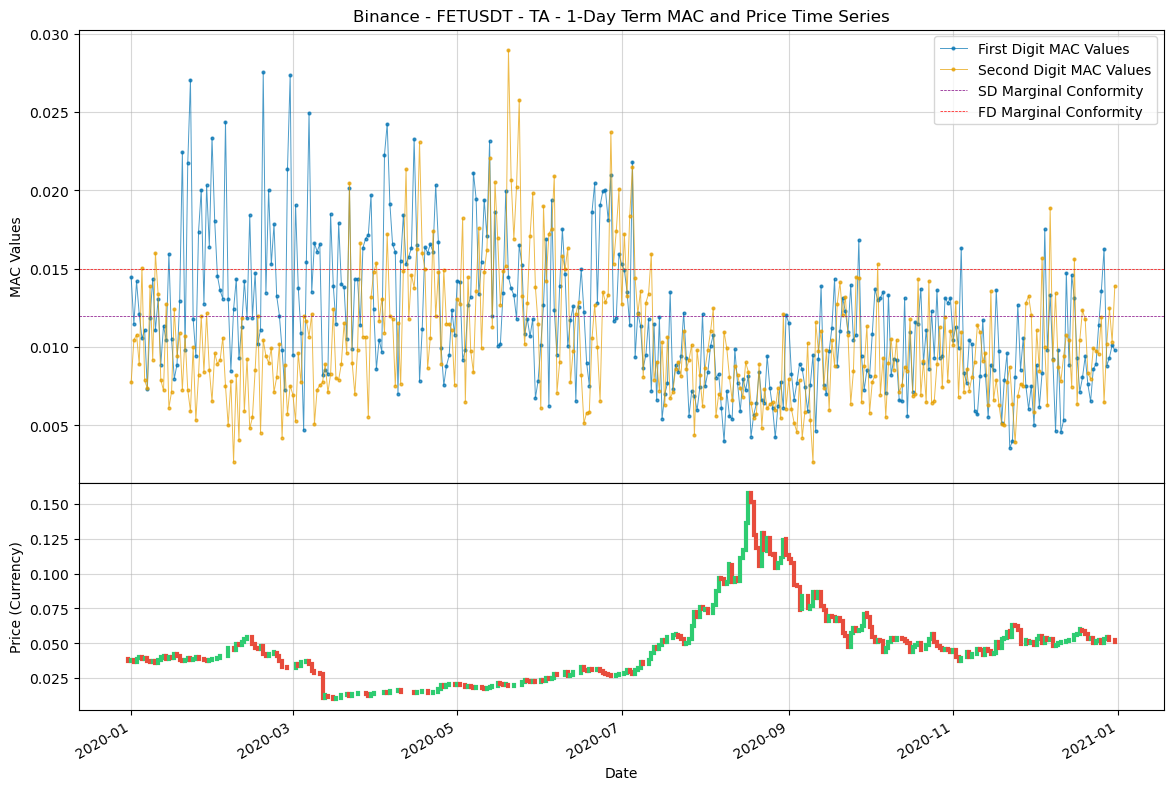 Binance - FETUSDT - TA - 1-Day Term MAC and Price Time Series
First Digit MAC Values
Second Digit MAC Values
SD Marginal Conformity
FD Marginal Conformity
MAC Values
0.030
0.025
0.020
0.015
0.010
0.005
Price (Currency)
0.150
0.125
0.100
0.075
0.050
0.025
2020-01
2020-03
2020-05
2020-07
2020-09
2020-11
2021-01
Date